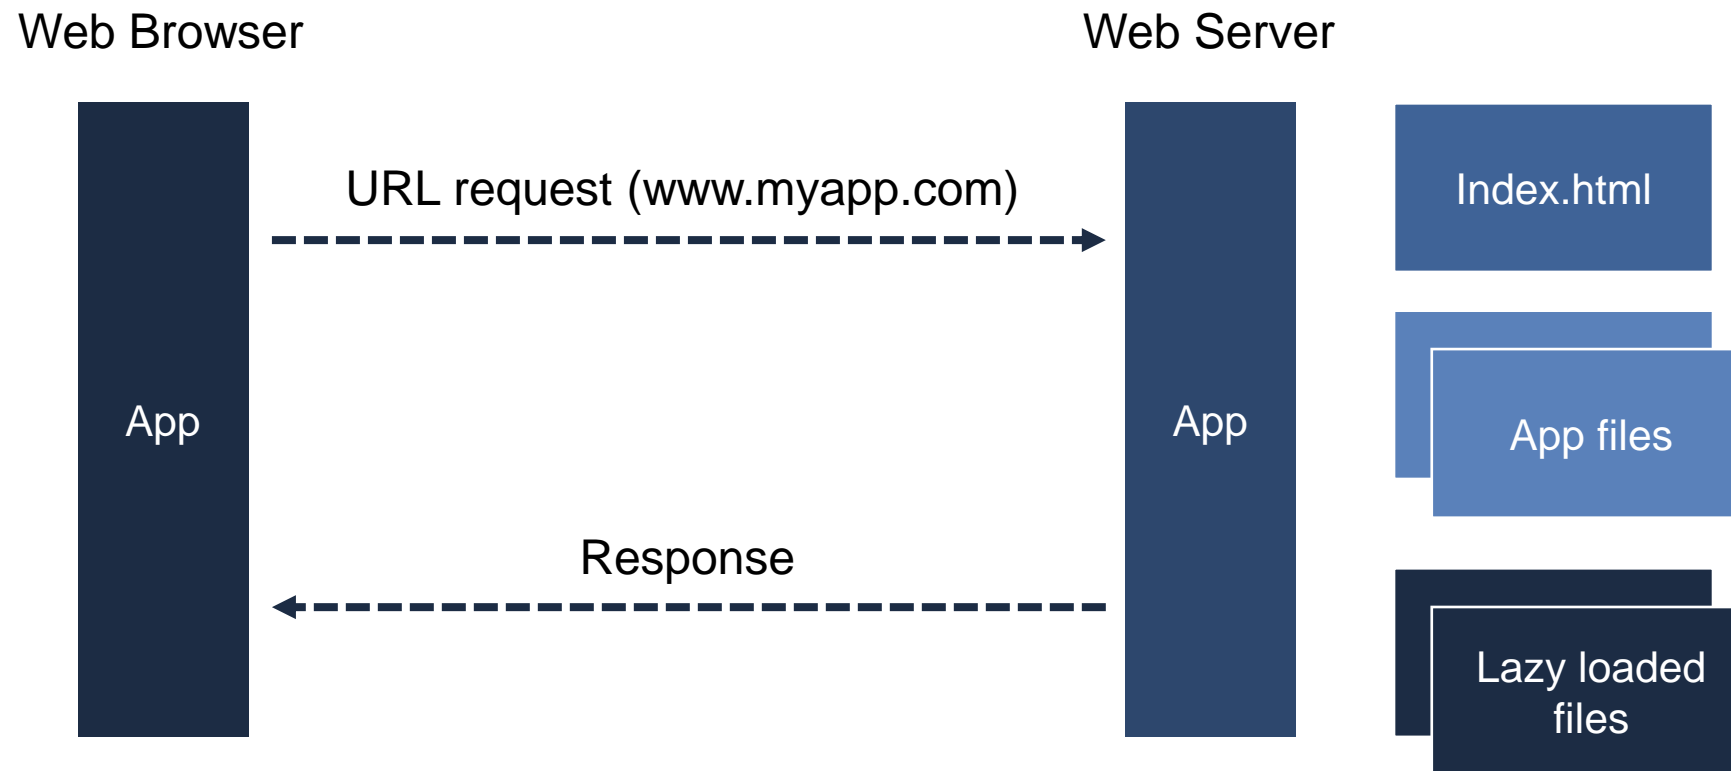 Web Browser
Web Server
URL request (www.myapp.com)
Index.html
App
App
App files
Response
Lazy loaded
files